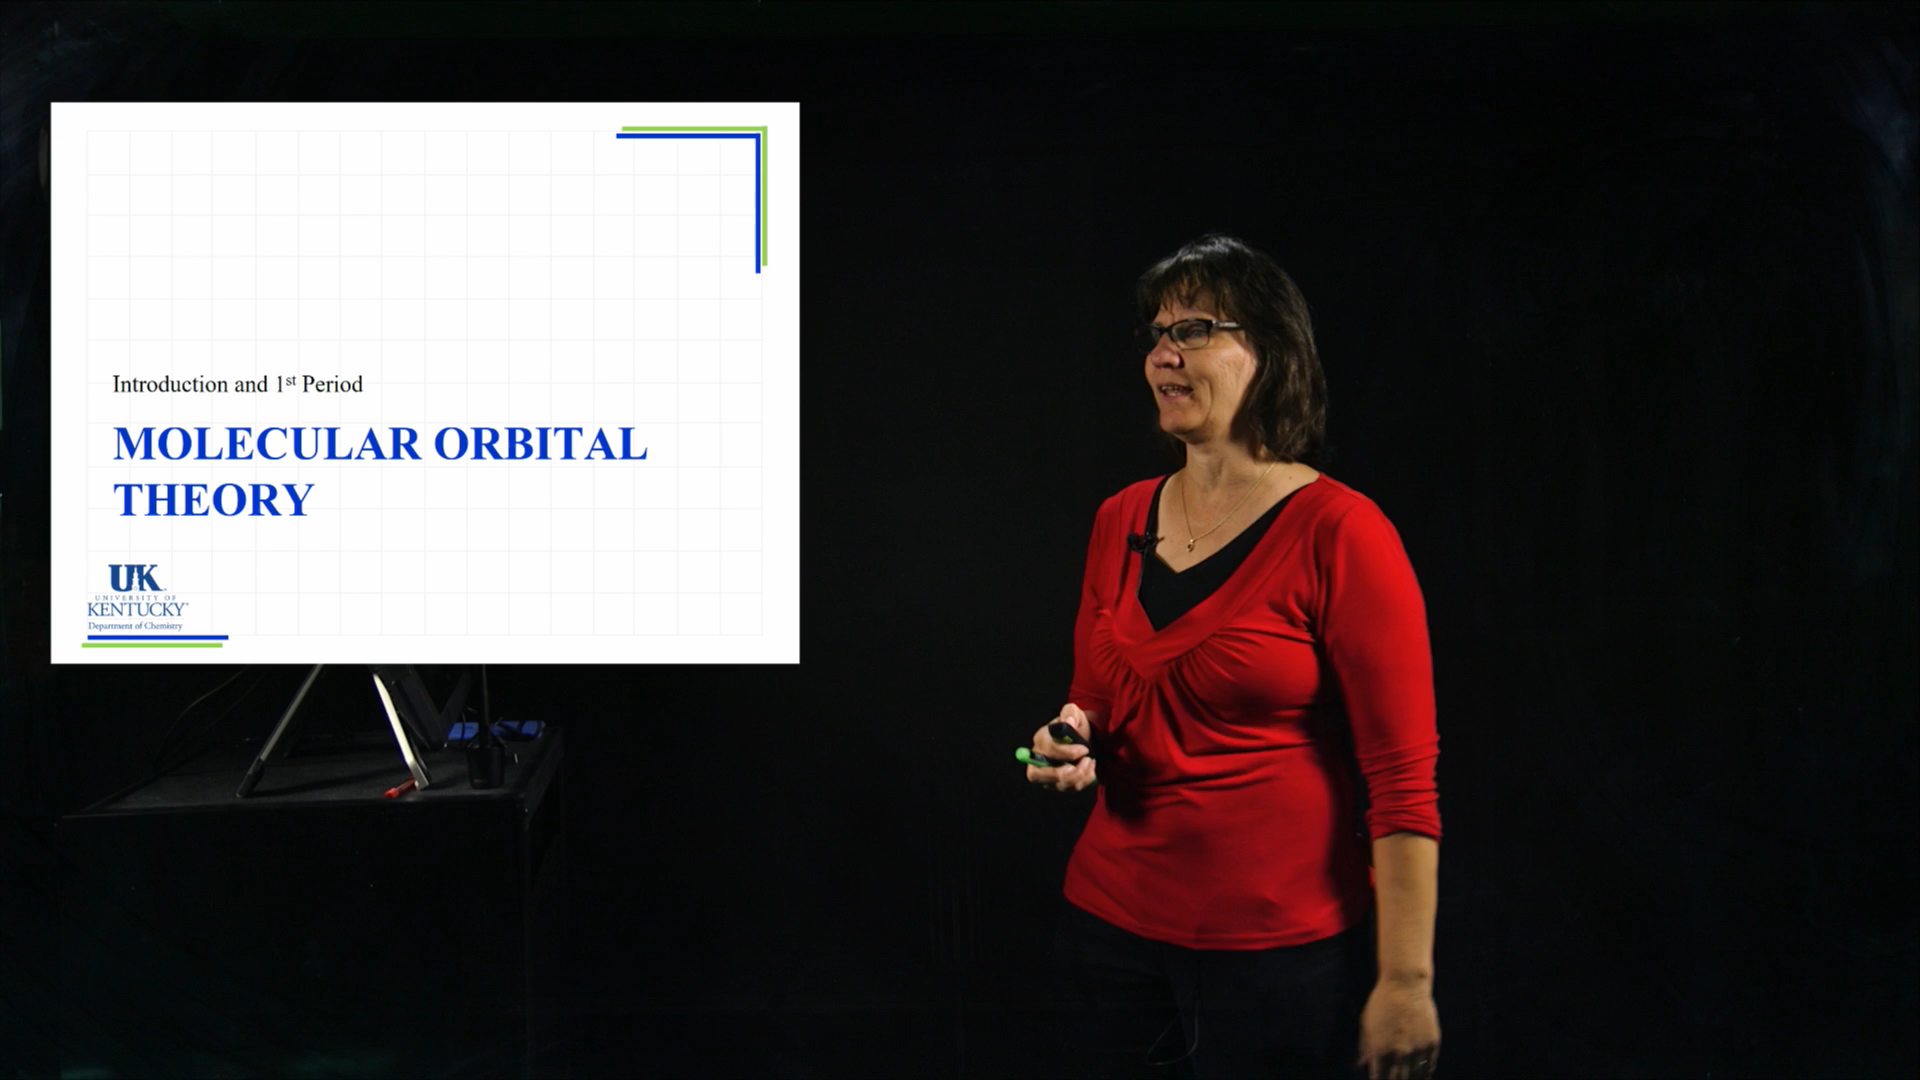 Introduction and 1st Period
MOLECULAR ORBITAL
THEORY
UK
UNIVERSITY OF
KENTUCKY
Department of Chemistry